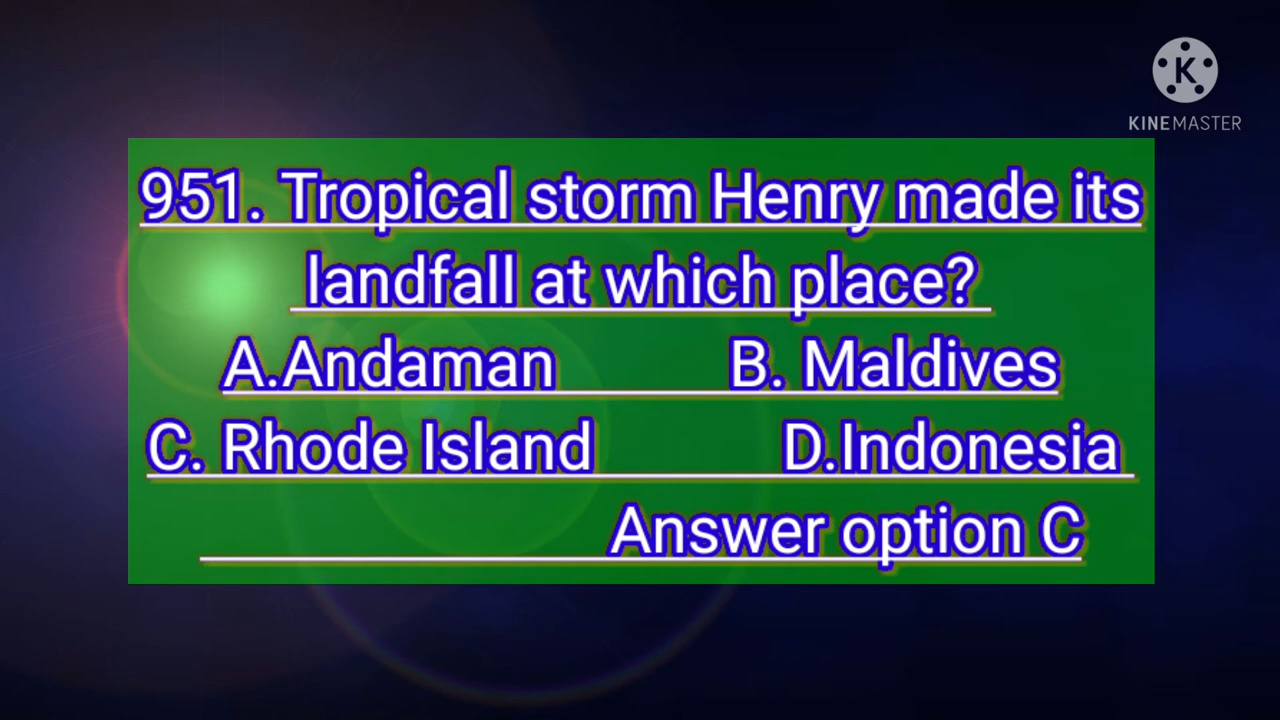 K
KINEMASTER
951. Tropical storm Henry made its
landfall at which place?
A.Andaman B. Maldives
C. Rhode Island D.Indonesia
Answer option C